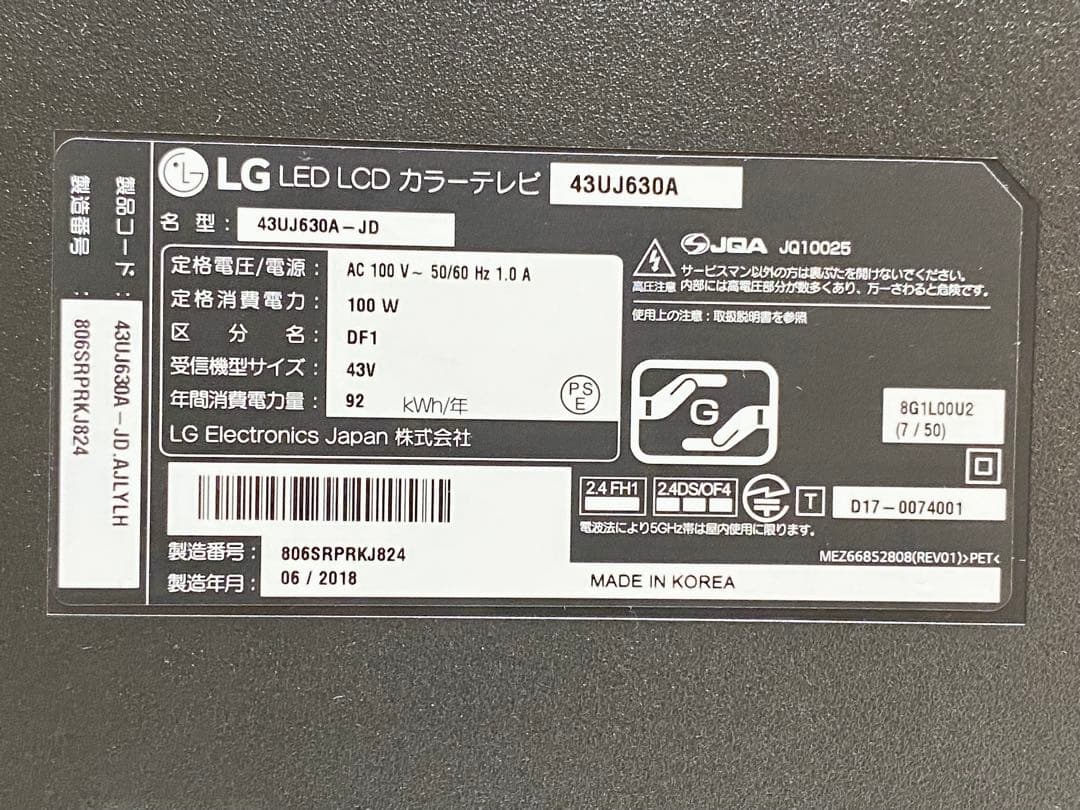 製品コード : 43UJ630A-JD.AJLYLH
製造番号 : 806SRPRKJ824
LG LED LCD カラーテレビ 43UJ630A
名 型 : 43UJ630A-JD
定格電圧/電源 : AC 100 V~ 50/60 Hz 1.0 A
定格消費電力 : 100 W
区 分 名 : DF1
受信機型サイズ : 43V
年間消費電力量 : 92 kWh/年
PS E
LG Electronics Japan 株式会社
JQA JQ10025
高圧注意
サービスマン以外の方は裏ぶたを開けないでください。
内部には高電圧部分が数多くあり、万一さわると危険です。
使用上の注意 : 取扱説明書を参照
G
8G1L00U2
(7 / 50)
2.4 FH1
2.4DS/OF4
T D17-0074001
電波法により5GHz帯は屋内使用に限ります。
MEZ66852808(REV01)>PET<
製造番号 : 806SRPRKJ824
製造年月 : 06 / 2018
MADE IN KOREA